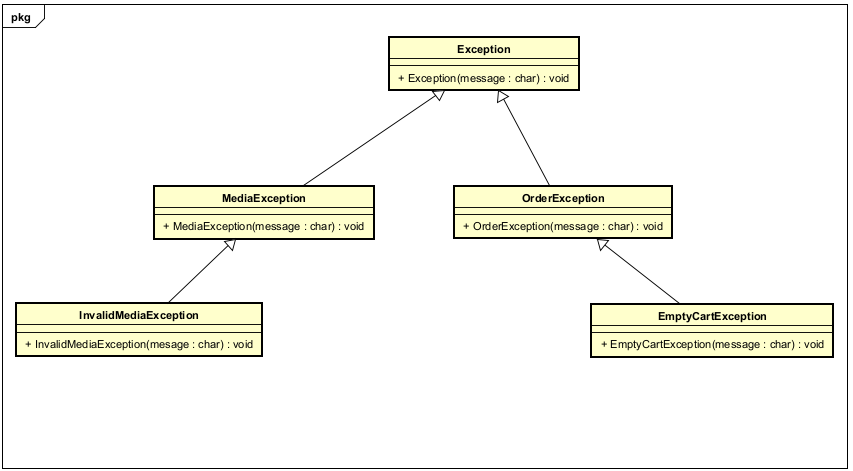 pkg
Exception
+ Exception(message : char) : void
MediaException
+ MediaException(message : char) : void
OrderException
+ OrderException(message : char) : void
InvalidMediaException
+ InvalidMediaException(mesage : char) : void
EmptyCartException
+ EmptyCartException(message : char) : void